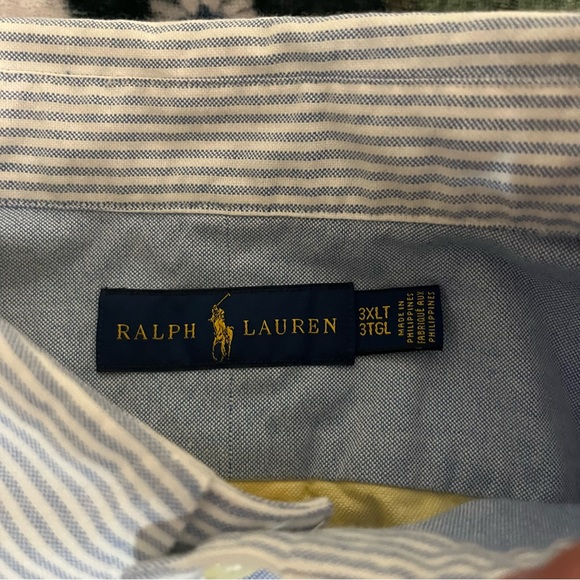 RALPH LAUREN
3XLT
3TGL
MADE IN
PHILIPPINES
FABRIQUÉ AUX
PHILIPPINES